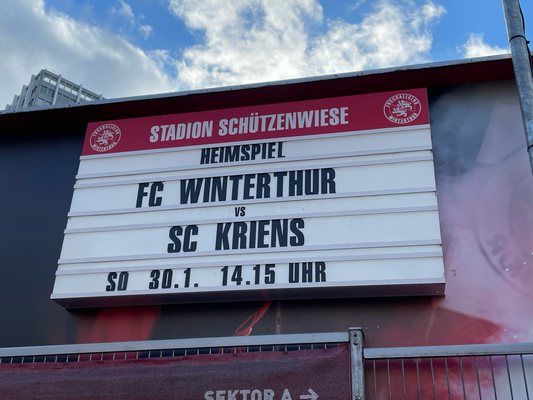 STADION SCHÜTZENWIESE
HEIMSPIEL
FC WINTERTHUR
VS
SC KRIENS
SO 30.1. 14.15 UHR
SEKTOR A →